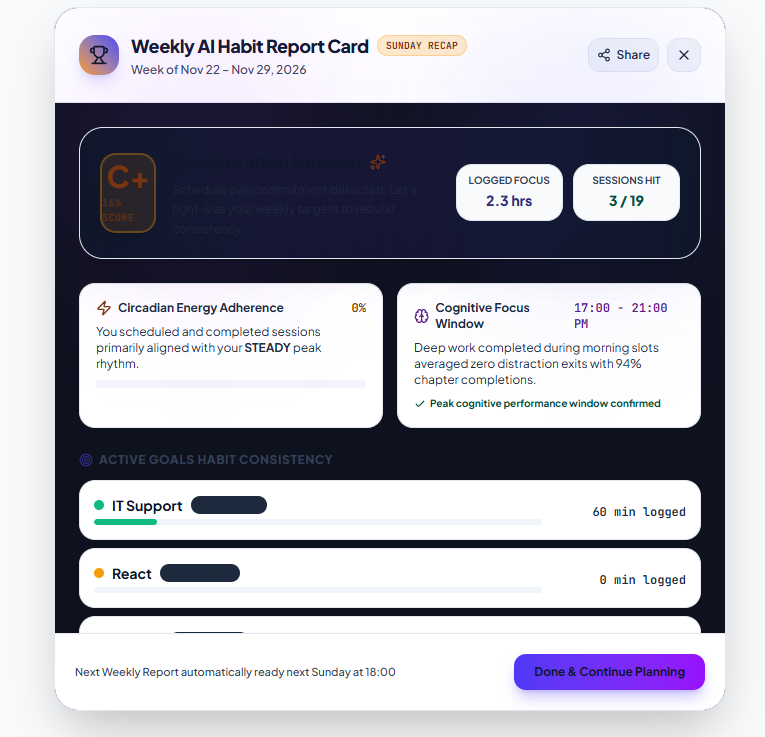 Weekly AI Habit Report Card
SUNDAY RECAP
Week of Nov 22 – Nov 29, 2026
Share
C+
16%
SCORE
Recalibration Needed
Schedule overcommitment detected. Let's
right-size your weekly targets to rebuild
consistency.
LOGGED FOCUS
2.3 hrs
SESSIONS HIT
3 / 19
Circadian Energy Adherence
0%
You scheduled and completed sessions
primarily aligned with your STEADY peak
rhythm.
Cognitive Focus
Window
17:00 - 21:00
PM
Deep work completed during morning slots
averaged zero distraction exits with 94%
chapter completions.
Peak cognitive performance window confirmed
ACTIVE GOALS HABIT CONSISTENCY
IT Support
60 min logged
React
0 min logged
Next Weekly Report automatically ready next Sunday at 18:00
Done & Continue Planning